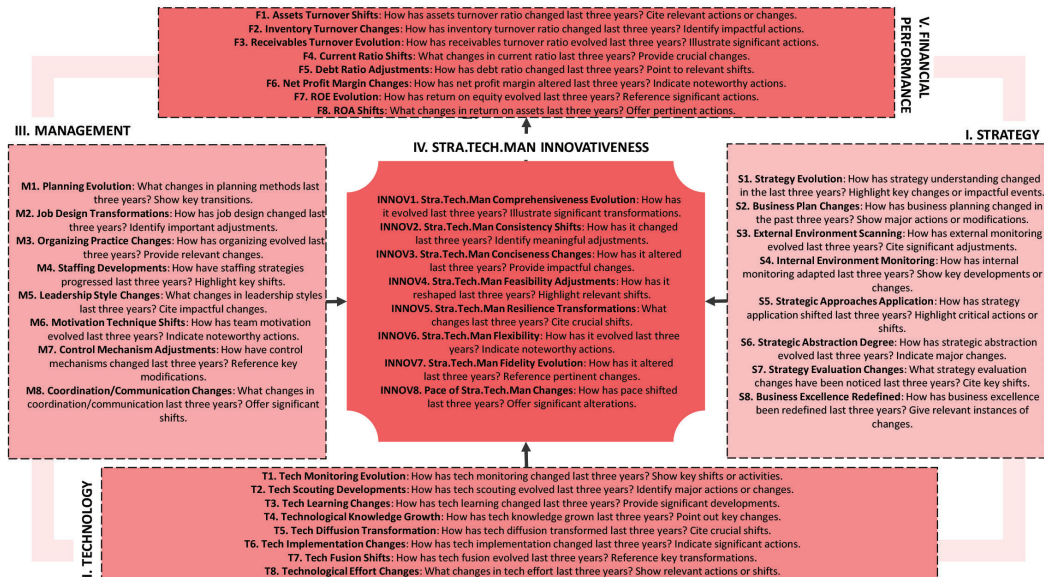 F1. Assets Turnover Shifts: How has assets turnover ratio changed last three years? Cite relevant actions or changes.
F2. Inventory Turnover Changes: How has inventory turnover ratio changed last three years? Identify impactful actions.
F3. Receivables Turnover Evolution: How has receivables turnover ratio evolved last three years? Illustrate significant actions.
F4. Current Ratio Shifts: What changes in current ratio last three years? Provide crucial changes.
F5. Debt Ratio Adjustments: How has debt ratio changed last three years? Point to relevant shifts.
F6. Net Profit Margin Changes: How has net profit margin altered last three years? Indicate noteworthy actions.
F7. ROE Evolution: How has return on equity evolved last three years? Reference significant actions.
F8. ROA Shifts: What changes in return on assets last three years? Offer pertinent actions.
V. FINANCIAL
PERFORMANCE
III. MANAGEMENT
M1. Planning Evolution: What changes in planning methods last
three years? Show key transitions.
M2. Job Design Transformations: How has job design changed last
three years? Identify important adjustments.
M3. Organizing Practice Changes: How has organizing evolved last
three years? Provide relevant changes.
M4. Staffing Developments: How have staffing strategies
progressed last three years? Highlight key shifts.
M5. Leadership Style Changes: What changes in leadership styles
last three years? Cite impactful changes.
M6. Motivation Technique Shifts: How has team motivation
evolved last three years? Indicate noteworthy actions.
M7. Control Mechanism Adjustments: How have control
mechanisms changed last three years? Reference key
modifications.
M8. Coordination/Communication Changes: What changes in
coordination/communication last three years? Offer significant
shifts.
IV. STRA.TECH.MAN INNOVATIVENESS
INNOV1. Stra.Tech.Man Comprehensiveness Evolution: How has
it evolved last three years? Illustrate significant transformations.
INNOV2. Stra.Tech.Man Consistency Shifts: How has it changed
last three years? Identify meaningful adjustments.
INNOV3. Stra.Tech.Man Conciseness Changes: How has it altered
last three years? Provide impactful changes.
INNOV4. Stra.Tech.Man Feasibility Adjustments: How has it
reshaped last three years? Highlight relevant shifts.
INNOV5. Stra.Tech.Man Resilience Transformations: What
changes last three years? Cite crucial shifts.
INNOV6. Stra.Tech.Man Flexibility: How has it evolved last three
years? Indicate noteworthy actions.
INNOV7. Stra.Tech.Man Fidelity Evolution: How has it altered
last three years? Reference pertinent changes.
INNOV8. Pace of Stra.Tech.Man Changes: How has pace shifted
last three years? Offer significant alterations.
I. STRATEGY
S1. Strategy Evolution: How has strategy understanding changed
in the last three years? Highlight key changes or impactful events.
S2. Business Plan Changes: How has business planning changed in
the past three years? Show major actions or modifications.
S3. External Environment Scanning: How has external monitoring
evolved last three years? Cite significant adjustments.
S4. Internal Environment Monitoring: How has internal
monitoring adapted last three years? Show key developments or
changes.
S5. Strategic Approaches Application: How has strategy
application shifted last three years? Highlight critical actions or
shifts.
S6. Strategic Abstraction Degree: How has strategic abstraction
evolved last three years? Indicate major changes.
S7. Strategy Evaluation Changes: What strategy evaluation
changes have been noticed last three years? Cite key shifts.
S8. Business Excellence Redefined: How has business excellence
been redefined last three years? Give relevant instances of
changes.
I. TECHNOLOGY
T1. Tech Monitoring Evolution: How has tech monitoring changed last three years? Show key shifts or activities.
T2. Tech Scouting Developments: How has tech scouting evolved last three years? Identify major actions or changes.
T3. Tech Learning Changes: How has tech learning changed last three years? Provide significant developments.
T4. Technological Knowledge Growth: How has tech knowledge grown last three years? Point out key changes.
T5. Tech Diffusion Transformation: How has tech diffusion transformed last three years? Cite crucial shifts.
T6. Tech Implementation Changes: How has tech implementation changed last three years? Indicate significant actions.
T7. Tech Fusion Shifts: How has tech fusion evolved last three years? Reference key transformations.
T8. Technological Effort Changes: What changes in tech effort last three years? Show relevant actions or shifts.